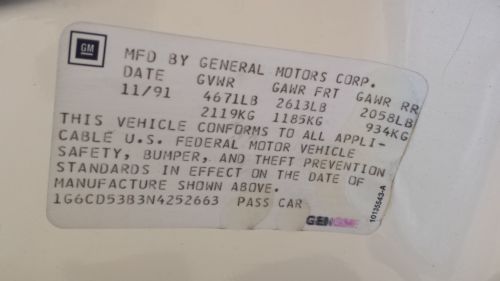 GM
MFD BY GENERAL MOTORS CORP.
DATE GVWR GAWR FRT GAWR RR
11/91 4671LB 2613LB 2058LB
2119KG 1185KG 934KG
THIS VEHICLE CONFORMS TO ALL APPLI-
CABLE U.S. FEDERAL MOTOR VEHICLE
SAFETY, BUMPER, AND THEFT PREVENTION
STANDARDS IN EFFECT ON THE DATE OF
MANUFACTURE SHOWN ABOVE.
1G6CD53B3N4252663 PASS CAR
10135543-A